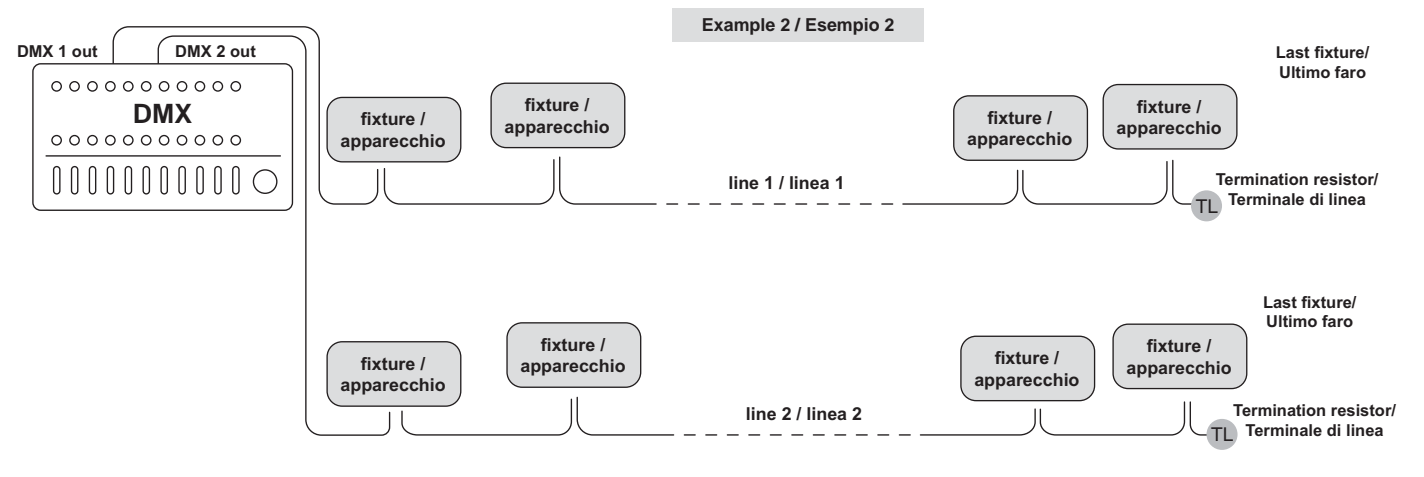 Example 2 / Esempio 2
DMX 1 out
DMX 2 out
DMX
fixture /
apparecchio
fixture /
apparecchio
line 1 / linea 1
fixture /
apparecchio
fixture /
apparecchio
Last fixture/
Ultimo faro
Termination resistor/
Terminale di linea
TL
fixture /
apparecchio
fixture /
apparecchio
line 2 / linea 2
fixture /
apparecchio
fixture /
apparecchio
Last fixture/
Ultimo faro
Termination resistor/
Terminale di linea
TL